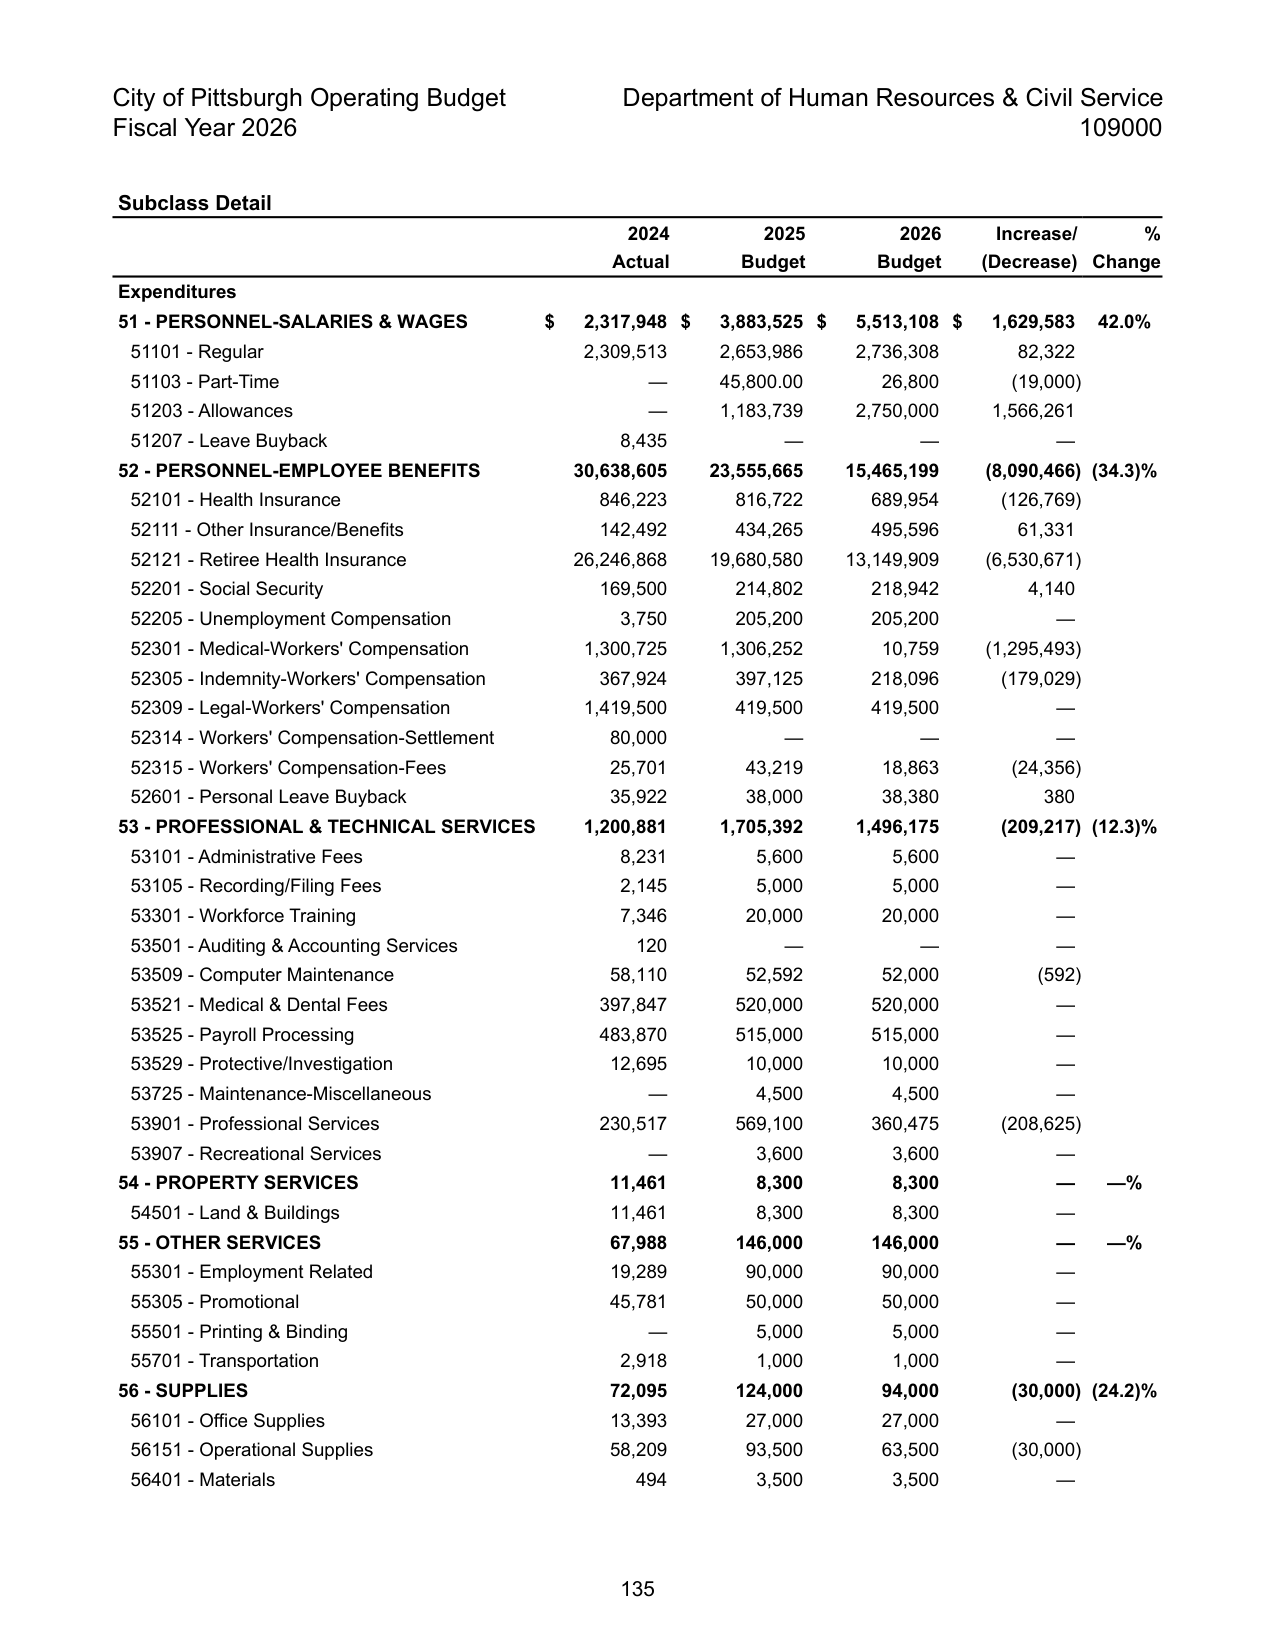 City of Pittsburgh Operating Budget Department of Human Resources & Civil Service
Fiscal Year 2026 109000
Subclass Detail
2024 2025 2026 Increase/ %
Actual Budget Budget (Decrease) Change
Expenditures
51 - PERSONNEL-SALARIES & WAGES $ 2,317,948 $ 3,883,525 $ 5,513,108 $ 1,629,583 42.0%
51101 - Regular 2,309,513 2,653,986 2,736,308 82,322
51103 - Part-Time — 45,800.00 26,800 (19,000)
51203 - Allowances — 1,183,739 2,750,000 1,566,261
51207 - Leave Buyback 8,435 — — —
52 - PERSONNEL-EMPLOYEE BENEFITS 30,638,605 23,555,665 15,465,199 (8,090,466) (34.3)%
52101 - Health Insurance 846,223 816,722 689,954 (126,769)
52111 - Other Insurance/Benefits 142,492 434,265 495,596 61,331
52121 - Retiree Health Insurance 26,246,868 19,680,580 13,149,909 (6,530,671)
52201 - Social Security 169,500 214,802 218,942 4,140
52205 - Unemployment Compensation 3,750 205,200 205,200 —
52301 - Medical-Workers' Compensation 1,300,725 1,306,252 10,759 (1,295,493)
52305 - Indemnity-Workers' Compensation 367,924 397,125 218,096 (179,029)
52309 - Legal-Workers' Compensation 1,419,500 419,500 419,500 —
52314 - Workers' Compensation-Settlement 80,000 — — —
52315 - Workers' Compensation-Fees 25,701 43,219 18,863 (24,356)
52601 - Personal Leave Buyback 35,922 38,000 38,380 380
53 - PROFESSIONAL & TECHNICAL SERVICES 1,200,881 1,705,392 1,496,175 (209,217) (12.3)%
53101 - Administrative Fees 8,231 5,600 5,600 —
53105 - Recording/Filing Fees 2,145 5,000 5,000 —
53301 - Workforce Training 7,346 20,000 20,000 —
53501 - Auditing & Accounting Services 120 — — —
53509 - Computer Maintenance 58,110 52,592 52,000 (592)
53521 - Medical & Dental Fees 397,847 520,000 520,000 —
53525 - Payroll Processing 483,870 515,000 515,000 —
53529 - Protective/Investigation 12,695 10,000 10,000 —
53725 - Maintenance-Miscellaneous — 4,500 4,500 —
53901 - Professional Services 230,517 569,100 360,475 (208,625)
53907 - Recreational Services — 3,600 3,600 —
54 - PROPERTY SERVICES 11,461 8,300 8,300 — —%
54501 - Land & Buildings 11,461 8,300 8,300 —
55 - OTHER SERVICES 67,988 146,000 146,000 — —%
55301 - Employment Related 19,289 90,000 90,000 —
55305 - Promotional 45,781 50,000 50,000 —
55501 - Printing & Binding — 5,000 5,000 —
55701 - Transportation 2,918 1,000 1,000 —
56 - SUPPLIES 72,095 124,000 94,000 (30,000) (24.2)%
56101 - Office Supplies 13,393 27,000 27,000 —
56151 - Operational Supplies 58,209 93,500 63,500 (30,000)
56401 - Materials 494 3,500 3,500 —
135